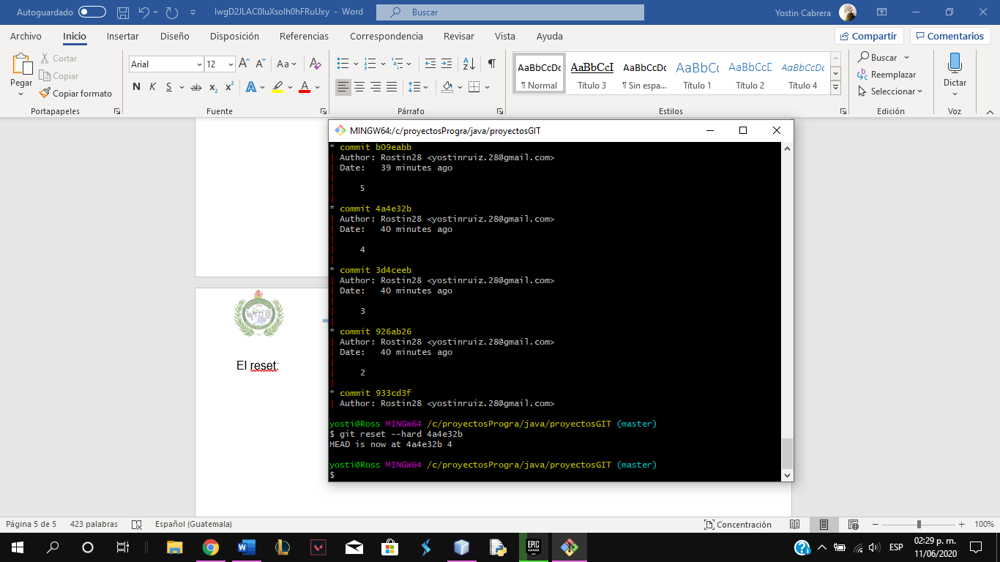 Autoguardado
lwgD2JLAC0IuXsoIh0hFRuUxy - Word
Buscar
Yostin Cabrera
Archivo
Inicio
Insertar
Diseño
Disposición
Referencias
Correspondencia
Revisar
Vista
Ayuda
Compartir
Comentarios
Pegar
Cortar
Copiar
Copiar formato
Portapapeles
Arial
12
Aa
N K S ab x₂ x²
Fuente
Párrafo
AaBbCcDc
¶ Normal
AaBbCcI
Título 3
AaBbCcDc
¶ Sin espa...
AaBbCc
Título 1
AaBbCcE
Título 2
AaBbCcDc
Título 4
Estilos
Buscar
Reemplazar
Seleccionar
Edición
Dictar
Voz
El reset:
MINGW64:/c/proyectosProgra/java/proyectosGIT
* commit b09eabb
| Author: Rostin28 <yostinruiz.28@gmail.com>
| Date:   39 minutes ago
|
|     5
|
* commit 4a4e32b
| Author: Rostin28 <yostinruiz.28@gmail.com>
| Date:   40 minutes ago
|
|     4
|
* commit 3d4ceeb
| Author: Rostin28 <yostinruiz.28@gmail.com>
| Date:   40 minutes ago
|
|     3
|
* commit 926ab26
| Author: Rostin28 <yostinruiz.28@gmail.com>
| Date:   40 minutes ago
|
|     2
|
* commit 933cd3f
| Author: Rostin28 <yostinruiz.28@gmail.com>
yosti@Ross MINGW64 /c/proyectosProgra/java/proyectosGIT (master)
$ git reset --hard 4a4e32b
HEAD is now at 4a4e32b 4
yosti@Ross MINGW64 /c/proyectosProgra/java/proyectosGIT (master)
$
Página 5 de 5
423 palabras
Español (Guatemala)
Concentración
100%
EPIC GAMES
ESP
02:29 p. m.
11/06/2020